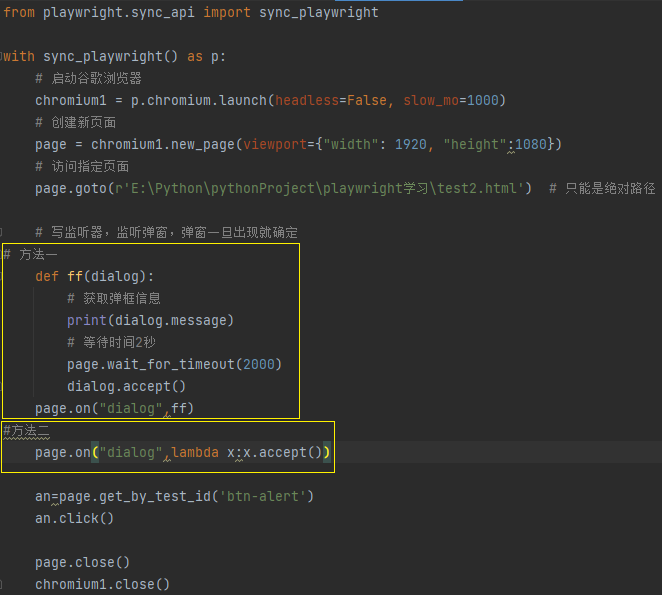 from playwright.sync_api import sync_playwright
with sync_playwright() as p:
    # 启动谷歌浏览器
    chromium1 = p.chromium.launch(headless=False, slow_mo=1000)
    # 创建新页面
    page = chromium1.new_page(viewport={"width": 1920, "height":1080})
    # 访问指定页面
    page.goto(r'E:\Python\pythonProject\playwright学习\test2.html')  # 只能是绝对路径
    # 写监听器，监听弹窗，弹窗一旦出现就确定
# 方法一
    def ff(dialog):
        # 获取弹框信息
        print(dialog.message)
        # 等待时间2秒
        page.wait_for_timeout(2000)
        dialog.accept()
    page.on("dialog",ff)
#方法二
    page.on("dialog",lambda x:x.accept())
    an=page.get_by_test_id('btn-alert')
    an.click()
    page.close()
    chromium1.close()